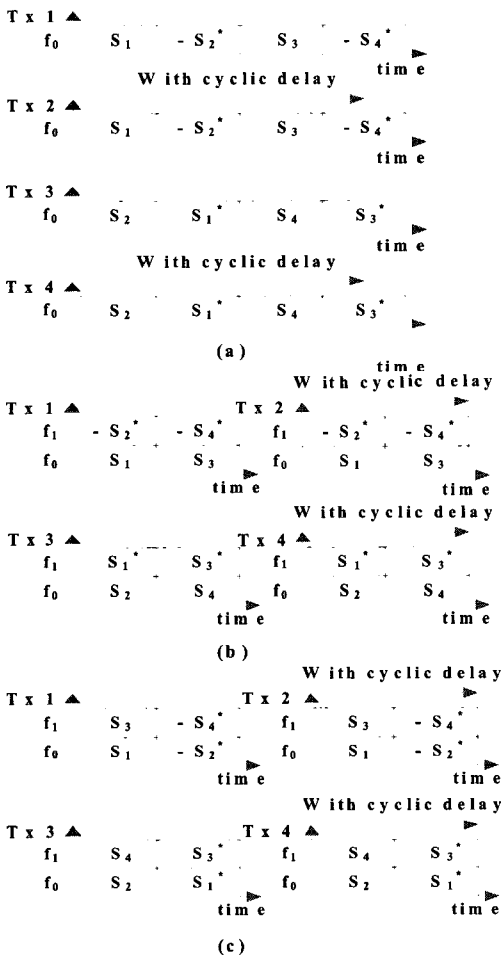 Tx 1
f0 S1 - S2* S3 - S4*
time
With cyclic delay
Tx 2
f0 S1 - S2* S3 - S4*
time
Tx 3
f0 S2 S1* S4 S3*
time
With cyclic delay
Tx 4
f0 S2 S1* S4 S3*
(a)
time
With cyclic delay
Tx 1 Tx 2
f1 - S2* - S4* f1 - S2* - S4*
f0 S1 S3 f0 S1 S3
time time
With cyclic delay
Tx 3 Tx 4
f1 S1* S3* f1 S1* S3*
f0 S2 S4 f0 S2 S4
time time
(b)
With cyclic delay
Tx 1 Tx 2
f1 S3 - S4* f1 S3 - S4*
f0 S1 - S2* f0 S1 - S2*
time time
With cyclic delay
Tx 3 Tx 4
f1 S4 S3* f1 S4 S3*
f0 S2 S1* f0 S2 S1*
time time
(c)